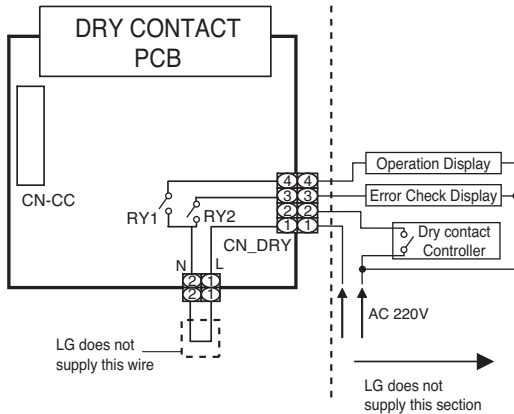 DRY CONTACT
PCB
CN-CC
RY1
RY2
4 4
3 3
2 2
1 1
CN_DRY
N
L
2 1
2 1
LG does not
supply this wire
Operation Display
Error Check Display
Dry contact
Controller
AC 220V
LG does not
supply this section